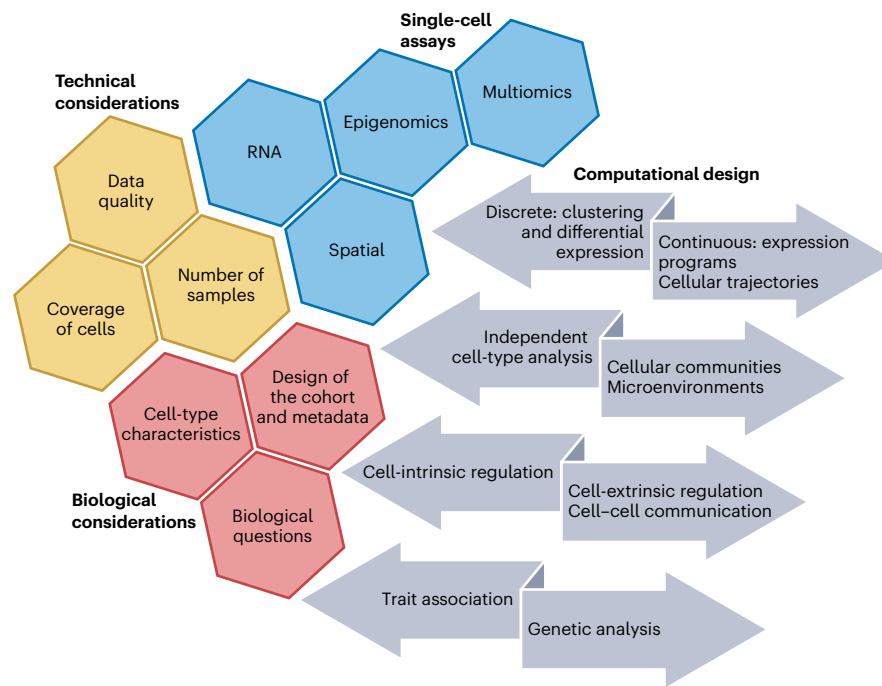 Single-cell
assays
Technical
considerations
Multiomics
Epigenomics
RNA
Data
quality
Spatial
Number of
samples
Coverage
of cells
Design of
the cohort
and metadata
Cell-type
characteristics
Biological
considerations
Biological
questions
Computational design
Discrete: clustering
and differential
expression
Continuous: expression
programs
Cellular trajectories
Independent
cell-type analysis
Cellular communities
Microenvironments
Cell-intrinsic regulation
Cell-extrinsic regulation
Cell–cell communication
Trait association
Genetic analysis